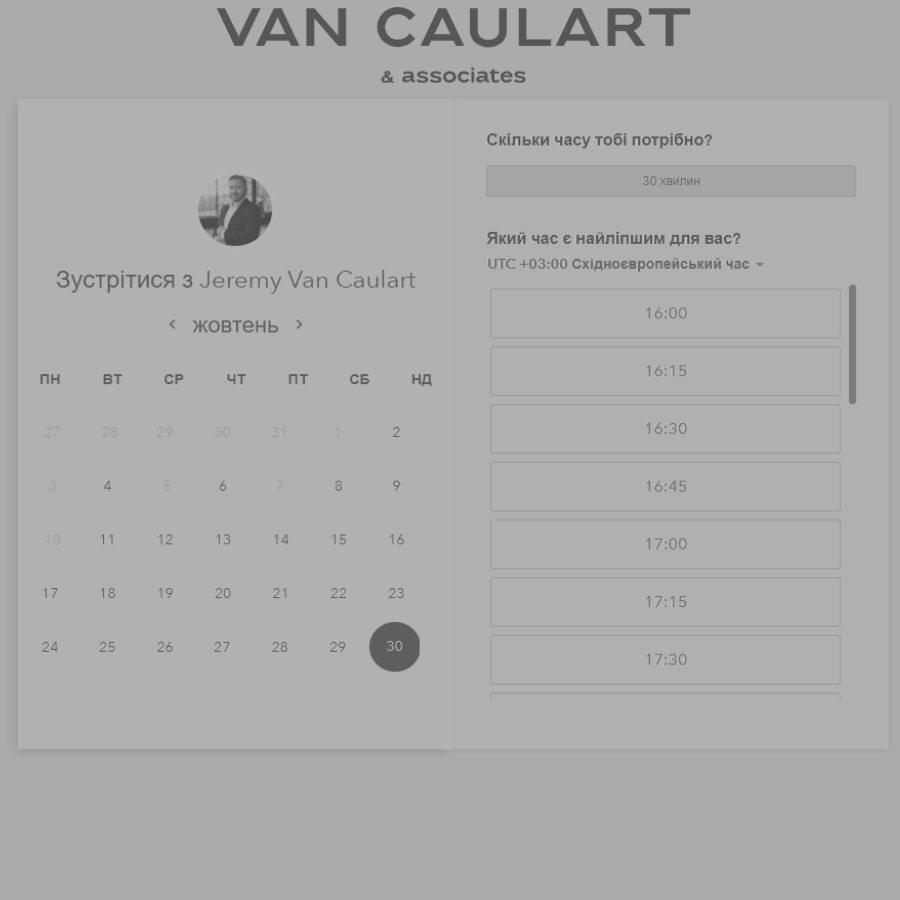 VAN CAULART
& associates
Зустрітися з Jeremy Van Caulart
‹ жовтень ›
ПН ВТ СР ЧТ ПТ СБ НД
27 28 29 30 31 1 2
3 4 5 6 7 8 9
10 11 12 13 14 15 16
17 18 19 20 21 22 23
24 25 26 27 28 29 30
Скільки часу тобі потрібно?
30 хвилин
Який час є найліпшим для вас?
UTC +03:00 Східноєвропейський час
16:00
16:15
16:30
16:45
17:00
17:15
17:30